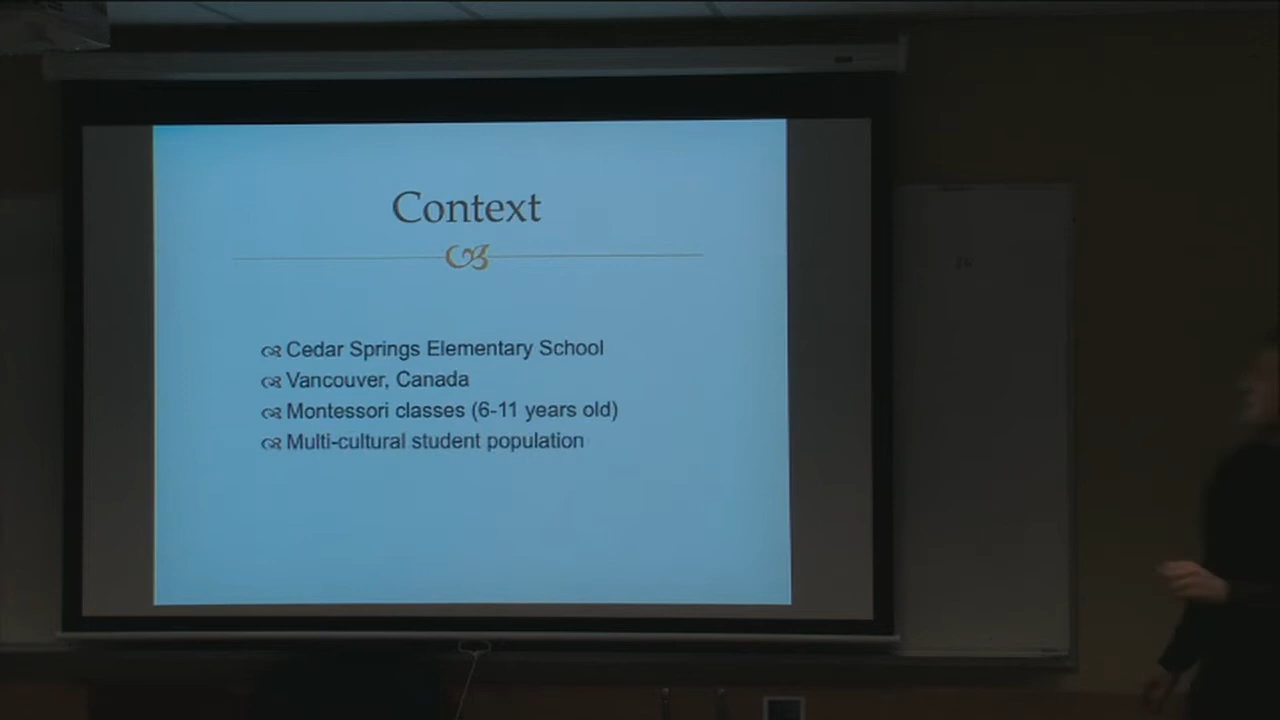 Context
Cedar Springs Elementary School
Vancouver, Canada
Montessori classes (6-11 years old)
Multi-cultural student population